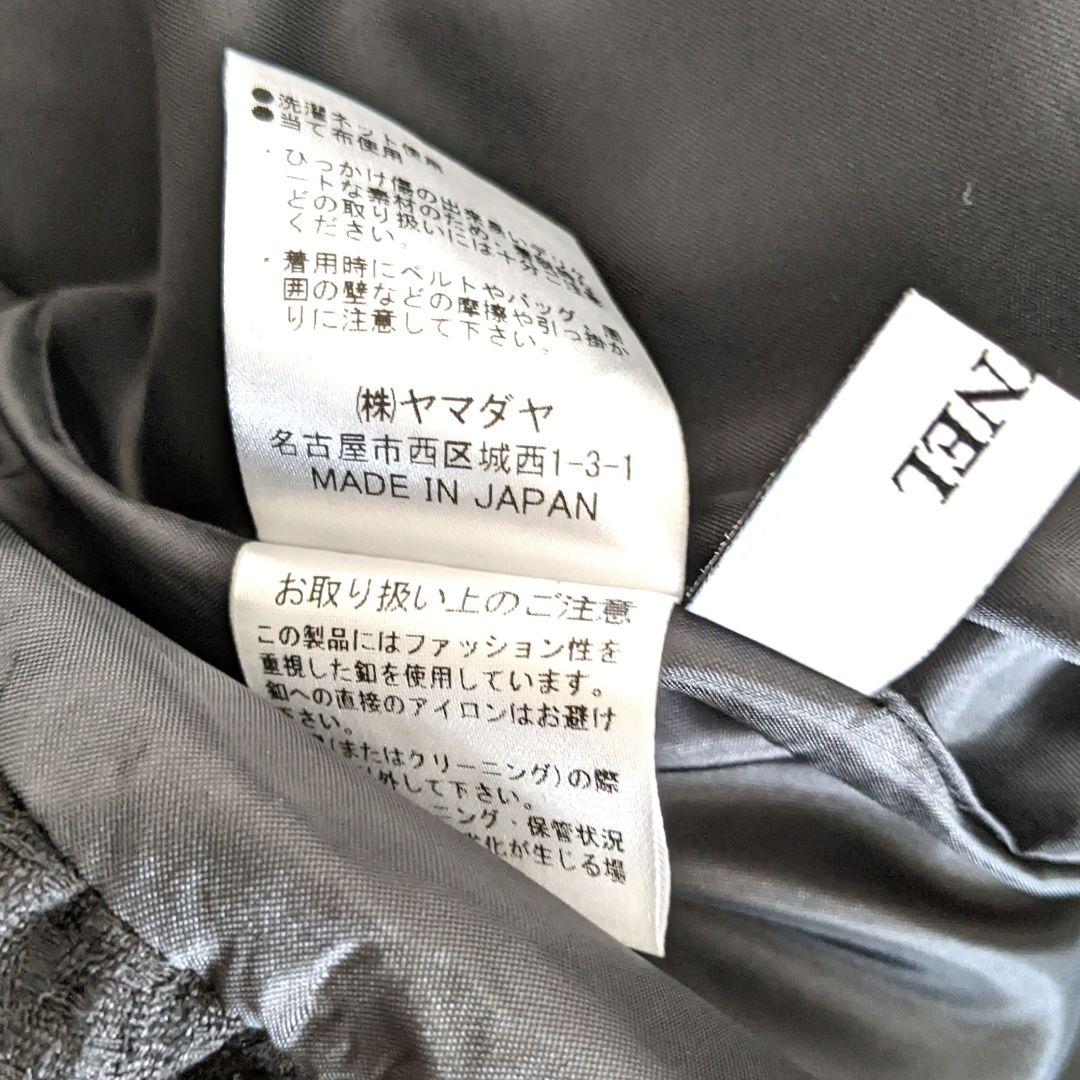 ●洗濯ネット使用
●当て布使用
・ひっかけ傷の出来易いデリケ
ートな素材のため、着用時な
どの取り扱いには十分ご注意
ください。
・着用時にベルトやバッグ、周
囲の壁などの摩擦や引っ掛か
りに注意して下さい。
㈱ヤマダヤ
名古屋市西区城西1-3-1
MADE IN JAPAN
お取り扱い上のご注意
この製品にはファッション性を
重視した釦を使用しています。
釦への直接のアイロンはお避け
下さい。
(またはクリーニング)の際
外して下さい。
ニング・保管状況
化が生じる場
NEL